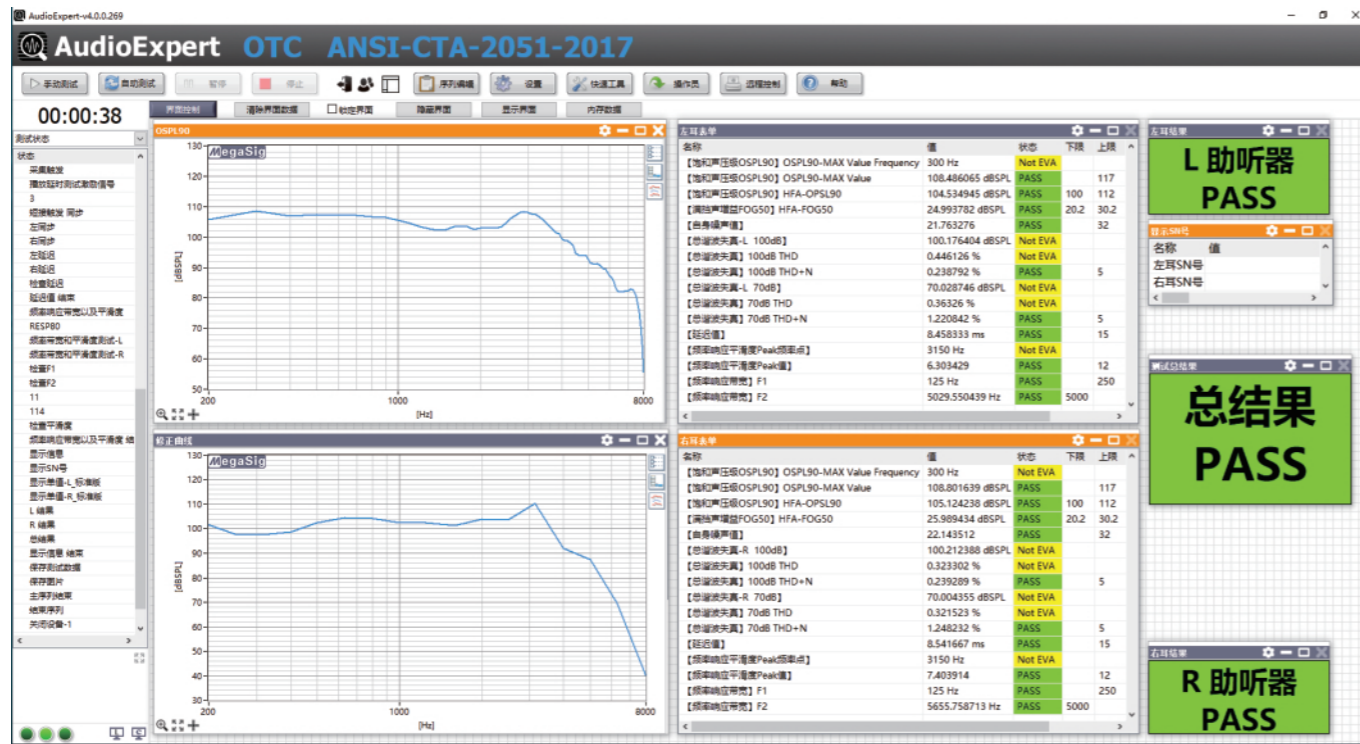 AudioExpert-v4.0.0.269
AudioExpert OTC ANSI-CTA-2051-2017
手动测试 自动测试 暂停 停止 序列编辑 设置 快速工具 操作员 远程控制 帮助
00:00:38
界面控制 清除界面数据 锁定界面 隐藏界面 显示界面 内存数据
测试状态
状态
采集触发
播放延时测试激励信号
3
短接触发 同步
左同步
右同步
左延迟
右延迟
检查延迟
延迟值 结束
频率响应带宽以及平滑度
RESP80
频率带宽和平滑度测试-L
频率带宽和平滑度测试-R
检查F1
检查F2
11
114
检查平滑度
频率响应带宽以及平滑度 结
显示信息
显示SN号
显示单值-L_标准版
显示单值-R_标准版
L 结果
R 结果
总结果
显示信息 结束
保存测试数据
保存图片
主序列结束
结束序列
关闭设备-1
OSPL90
MegaSig
130
120
110
100
90
80
70
60
50
[dBSPL]
200 1000 8000
[Hz]
修正曲线
MegaSig
130
120
110
100
90
80
70
60
50
40
30
[dBSPL]
200 1000 8000
[Hz]
左耳表单
名称 值 状态 下限 上限
【饱和声压级OSPL90】OSPL90-MAX Value Frequency 300 Hz Not EVA
【饱和声压级OSPL90】OSPL90-MAX Value 108.486065 dBSPL PASS 117
【饱和声压级OSPL90】HFA-OPSL90 104.534945 dBSPL PASS 100 112
【满档声增益FOG50】HFA-FOG50 24.993782 dBSPL PASS 20.2 30.2
【自身噪声值】 21.763276 PASS 32
【总谐波失真-L 100dB】 100.176404 dBSPL Not EVA
【总谐波失真】100dB THD 0.446126 % Not EVA
【总谐波失真】100dB THD+N 0.238792 % PASS 5
【总谐波失真-L 70dB】 70.028746 dBSPL Not EVA
【总谐波失真】70dB THD 0.36326 % Not EVA
【总谐波失真】70dB THD+N 1.220842 % PASS 5
【延迟值】 8.458333 ms PASS 15
【频率响应平滑度Peak频率点】 3150 Hz Not EVA
【频率响应平滑度Peak值】 6.303429 PASS 12
【频率响应带宽】F1 125 Hz PASS 250
【频率响应带宽】F2 5029.550439 Hz PASS 5000
右耳表单
名称 值 状态 下限 上限
【饱和声压级OSPL90】OSPL90-MAX Value Frequency 300 Hz Not EVA
【饱和声压级OSPL90】OSPL90-MAX Value 108.801639 dBSPL PASS 117
【饱和声压级OSPL90】HFA-OPSL90 105.124238 dBSPL PASS 100 112
【满档声增益FOG50】HFA-FOG50 25.989434 dBSPL PASS 20.2 30.2
【自身噪声值】 22.143512 PASS 32
【总谐波失真-R 100dB】 100.212388 dBSPL Not EVA
【总谐波失真】100dB THD 0.323302 % Not EVA
【总谐波失真】100dB THD+N 0.239289 % PASS 5
【总谐波失真-R 70dB】 70.004355 dBSPL Not EVA
【总谐波失真】70dB THD 0.321523 % Not EVA
【总谐波失真】70dB THD+N 1.248232 % PASS 5
【延迟值】 8.541667 ms PASS 15
【频率响应平滑度Peak频率点】 3150 Hz Not EVA
【频率响应平滑度Peak值】 7.403914 PASS 12
【频率响应带宽】F1 125 Hz PASS 250
【频率响应带宽】F2 5655.758713 Hz PASS 5000
左耳结果
L 助听器
PASS
显示SN号
名称 值
左耳SN号
右耳SN号
测试总结果
总结果
PASS
右耳结果
R 助听器
PASS